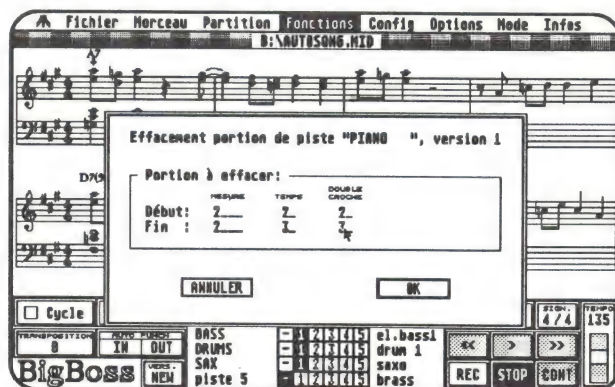 Fichier Morceau Partition Fonctions Config Options Mode Infos
B:\AUTOSONG.MID
A7
Effacement portion de piste "PIANO ", version 1
Portion à effacer:
MESURE TEMPS DOUBLE CROCHE
Début: 2 2 2
Fin : 2 3 3
D7(9
ANNULER OK
Cycle
SIGN. 4/4
TEMPO 135
TRANSPOSITION 0
AUTO PUNCH IN OUT
BASS - 1 2 3 4 5 el.bass1
DRUMS - 1 2 3 4 5 drum 1
SAX - 1 2 3 4 5 saxo
piste 5 - 1 2 3 4 5 brass
<< > >>
REC STOP CONT
BigBoss VERS. NEW